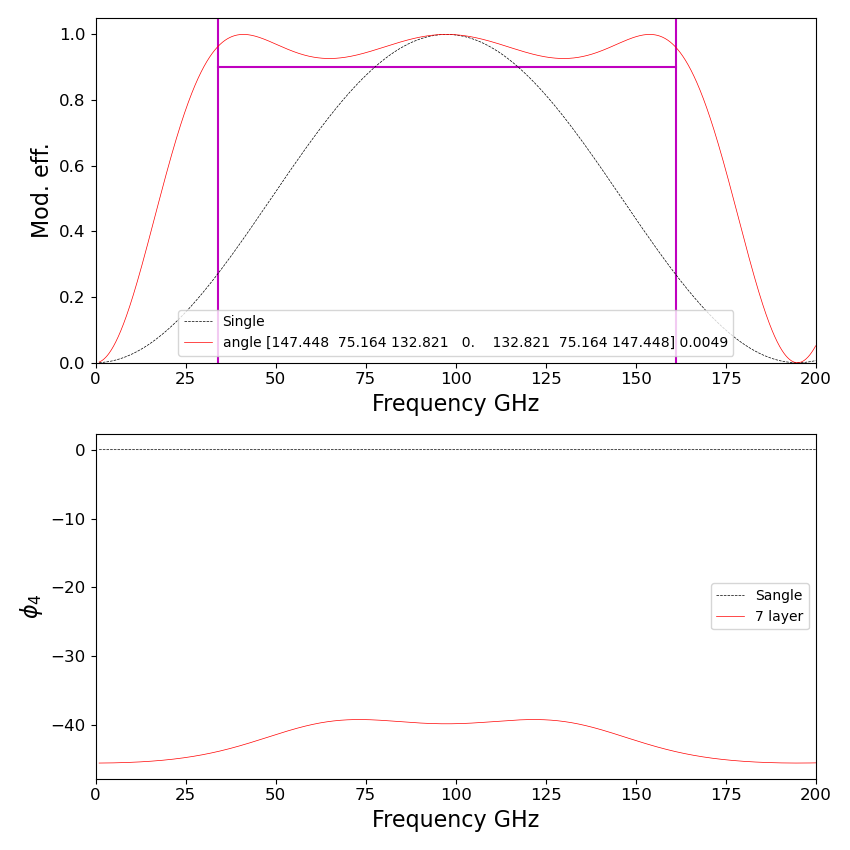 1.0
0.8
0.6
0.4
0.2
0.0
Mod. eff.
Single
angle [147.448 75.164 132.821 0. 132.821 75.164 147.448] 0.0049
0 25 50 75 100 125 150 175 200
Frequency GHz
0
−10
−20
−30
−40
ϕ4
Sangle
7 layer
0 25 50 75 100 125 150 175 200
Frequency GHz